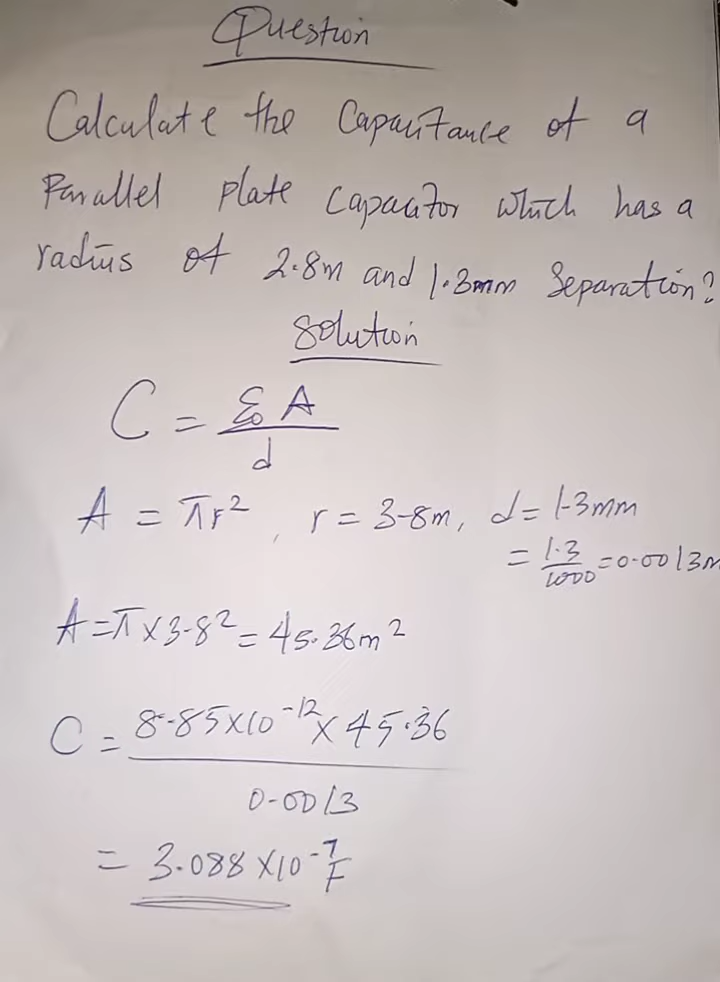 Question
Calculate the Capacitance of a
Parallel plate capacitor which has a
radius of 2.8m and 1.3mm Separation?
Solution
C = ε₀ A / d
A = πr², r = 3.8m, d = 1.3mm
= 1.3/1000 = 0.0013m
A = π × 3.8² = 45.36m²
C = 8.85×10⁻¹² × 45.36 / 0.0013
= 3.088 × 10⁻⁷ F